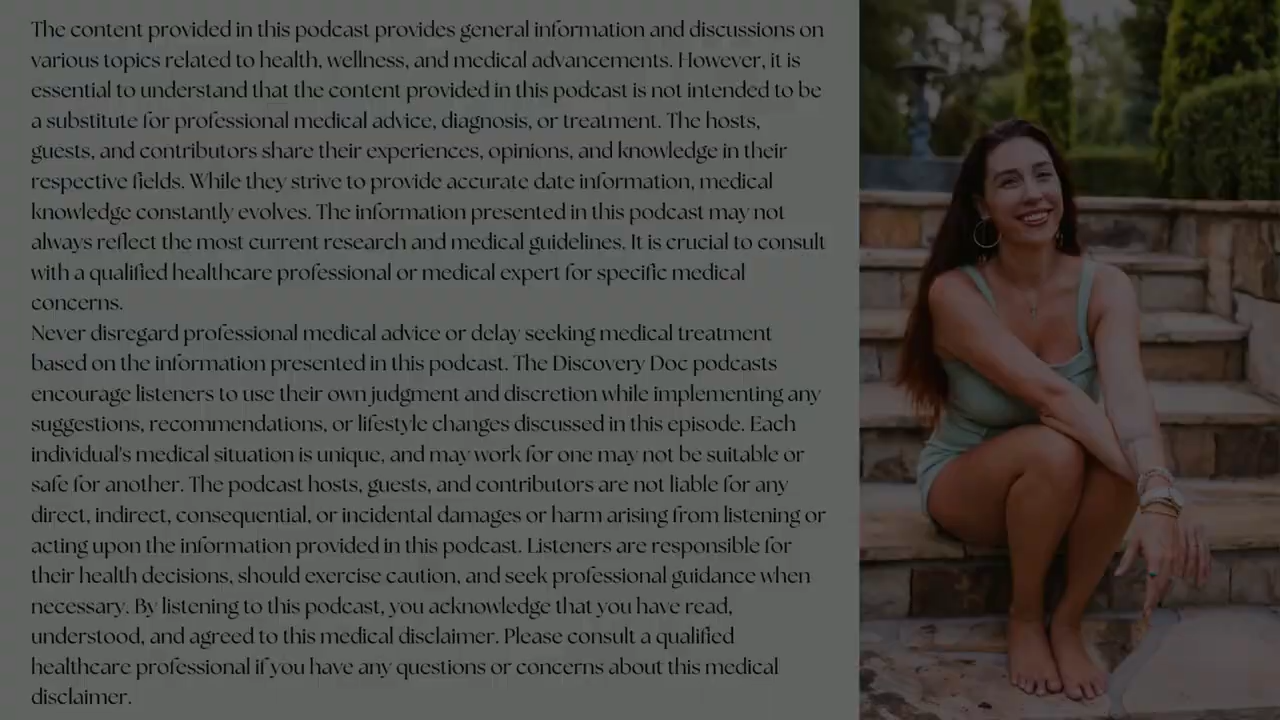 The content provided in this podcast provides general information and discussions on
various topics related to health, wellness, and medical advancements. However, it is
essential to understand that the content provided in this podcast is not intended to be
a substitute for professional medical advice, diagnosis, or treatment. The hosts,
guests, and contributors share their experiences, opinions, and knowledge in their
respective fields. While they strive to provide accurate date information, medical
knowledge constantly evolves. The information presented in this podcast may not
always reflect the most current research and medical guidelines. It is crucial to consult
with a qualified healthcare professional or medical expert for specific medical
concerns.
Never disregard professional medical advice or delay seeking medical treatment
based on the information presented in this podcast. The Discovery Doc podcasts
encourage listeners to use their own judgment and discretion while implementing any
suggestions, recommendations, or lifestyle changes discussed in this episode. Each
individual's medical situation is unique, and may work for one may not be suitable or
safe for another. The podcast hosts, guests, and contributors are not liable for any
direct, indirect, consequential, or incidental damages or harm arising from listening or
acting upon the information provided in this podcast. Listeners are responsible for
their health decisions, should exercise caution, and seek professional guidance when
necessary. By listening to this podcast, you acknowledge that you have read,
understood, and agreed to this medical disclaimer. Please consult a qualified
healthcare professional if you have any questions or concerns about this medical
disclaimer.